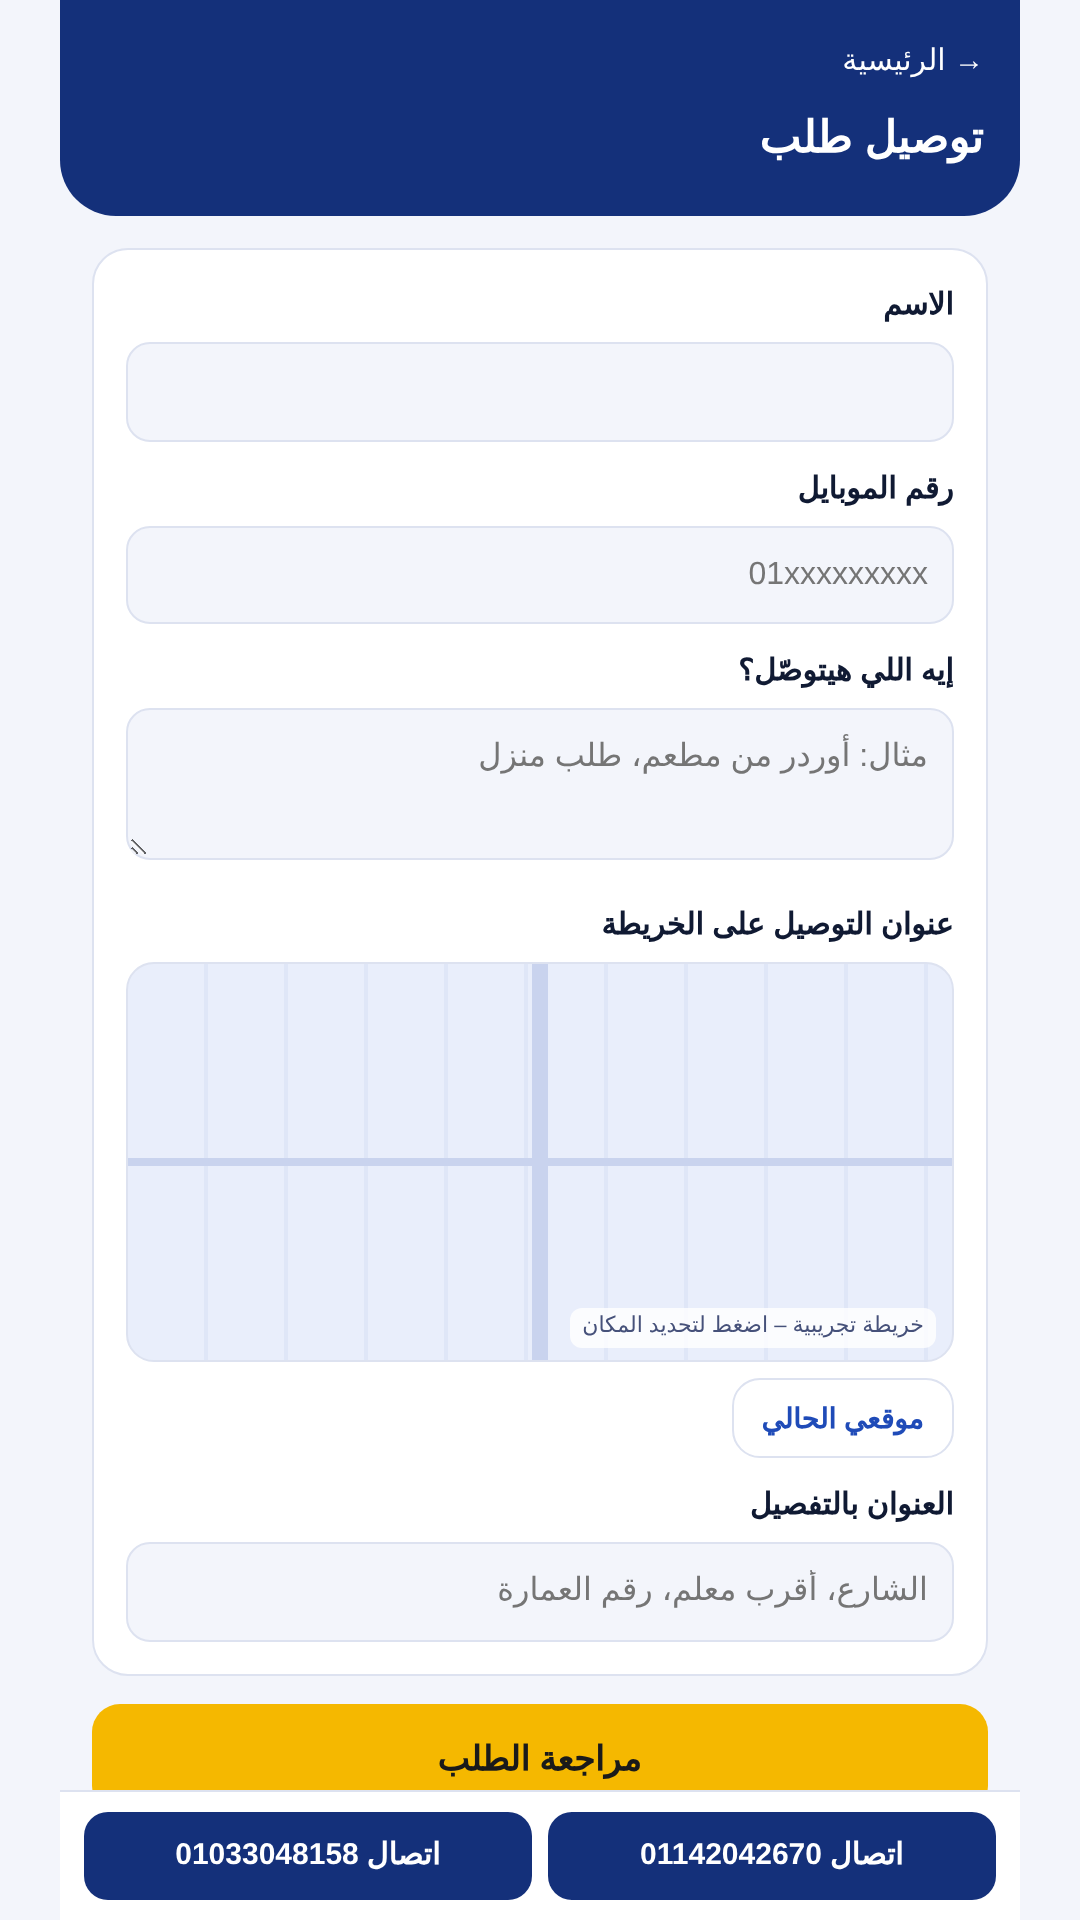 → الرئيسية
توصيل طلب
الاسم
رقم الموبايل
01xxxxxxxxx
إيه اللي هيتوصّل؟
مثال: أوردر من مطعم، طلب منزل
عنوان التوصيل على الخريطة
خريطة تجريبية – اضغط لتحديد المكان
موقعي الحالي
العنوان بالتفصيل
الشارع، أقرب معلم، رقم العمارة
مراجعة الطلب
اتصال 01142042670
اتصال 01033048158